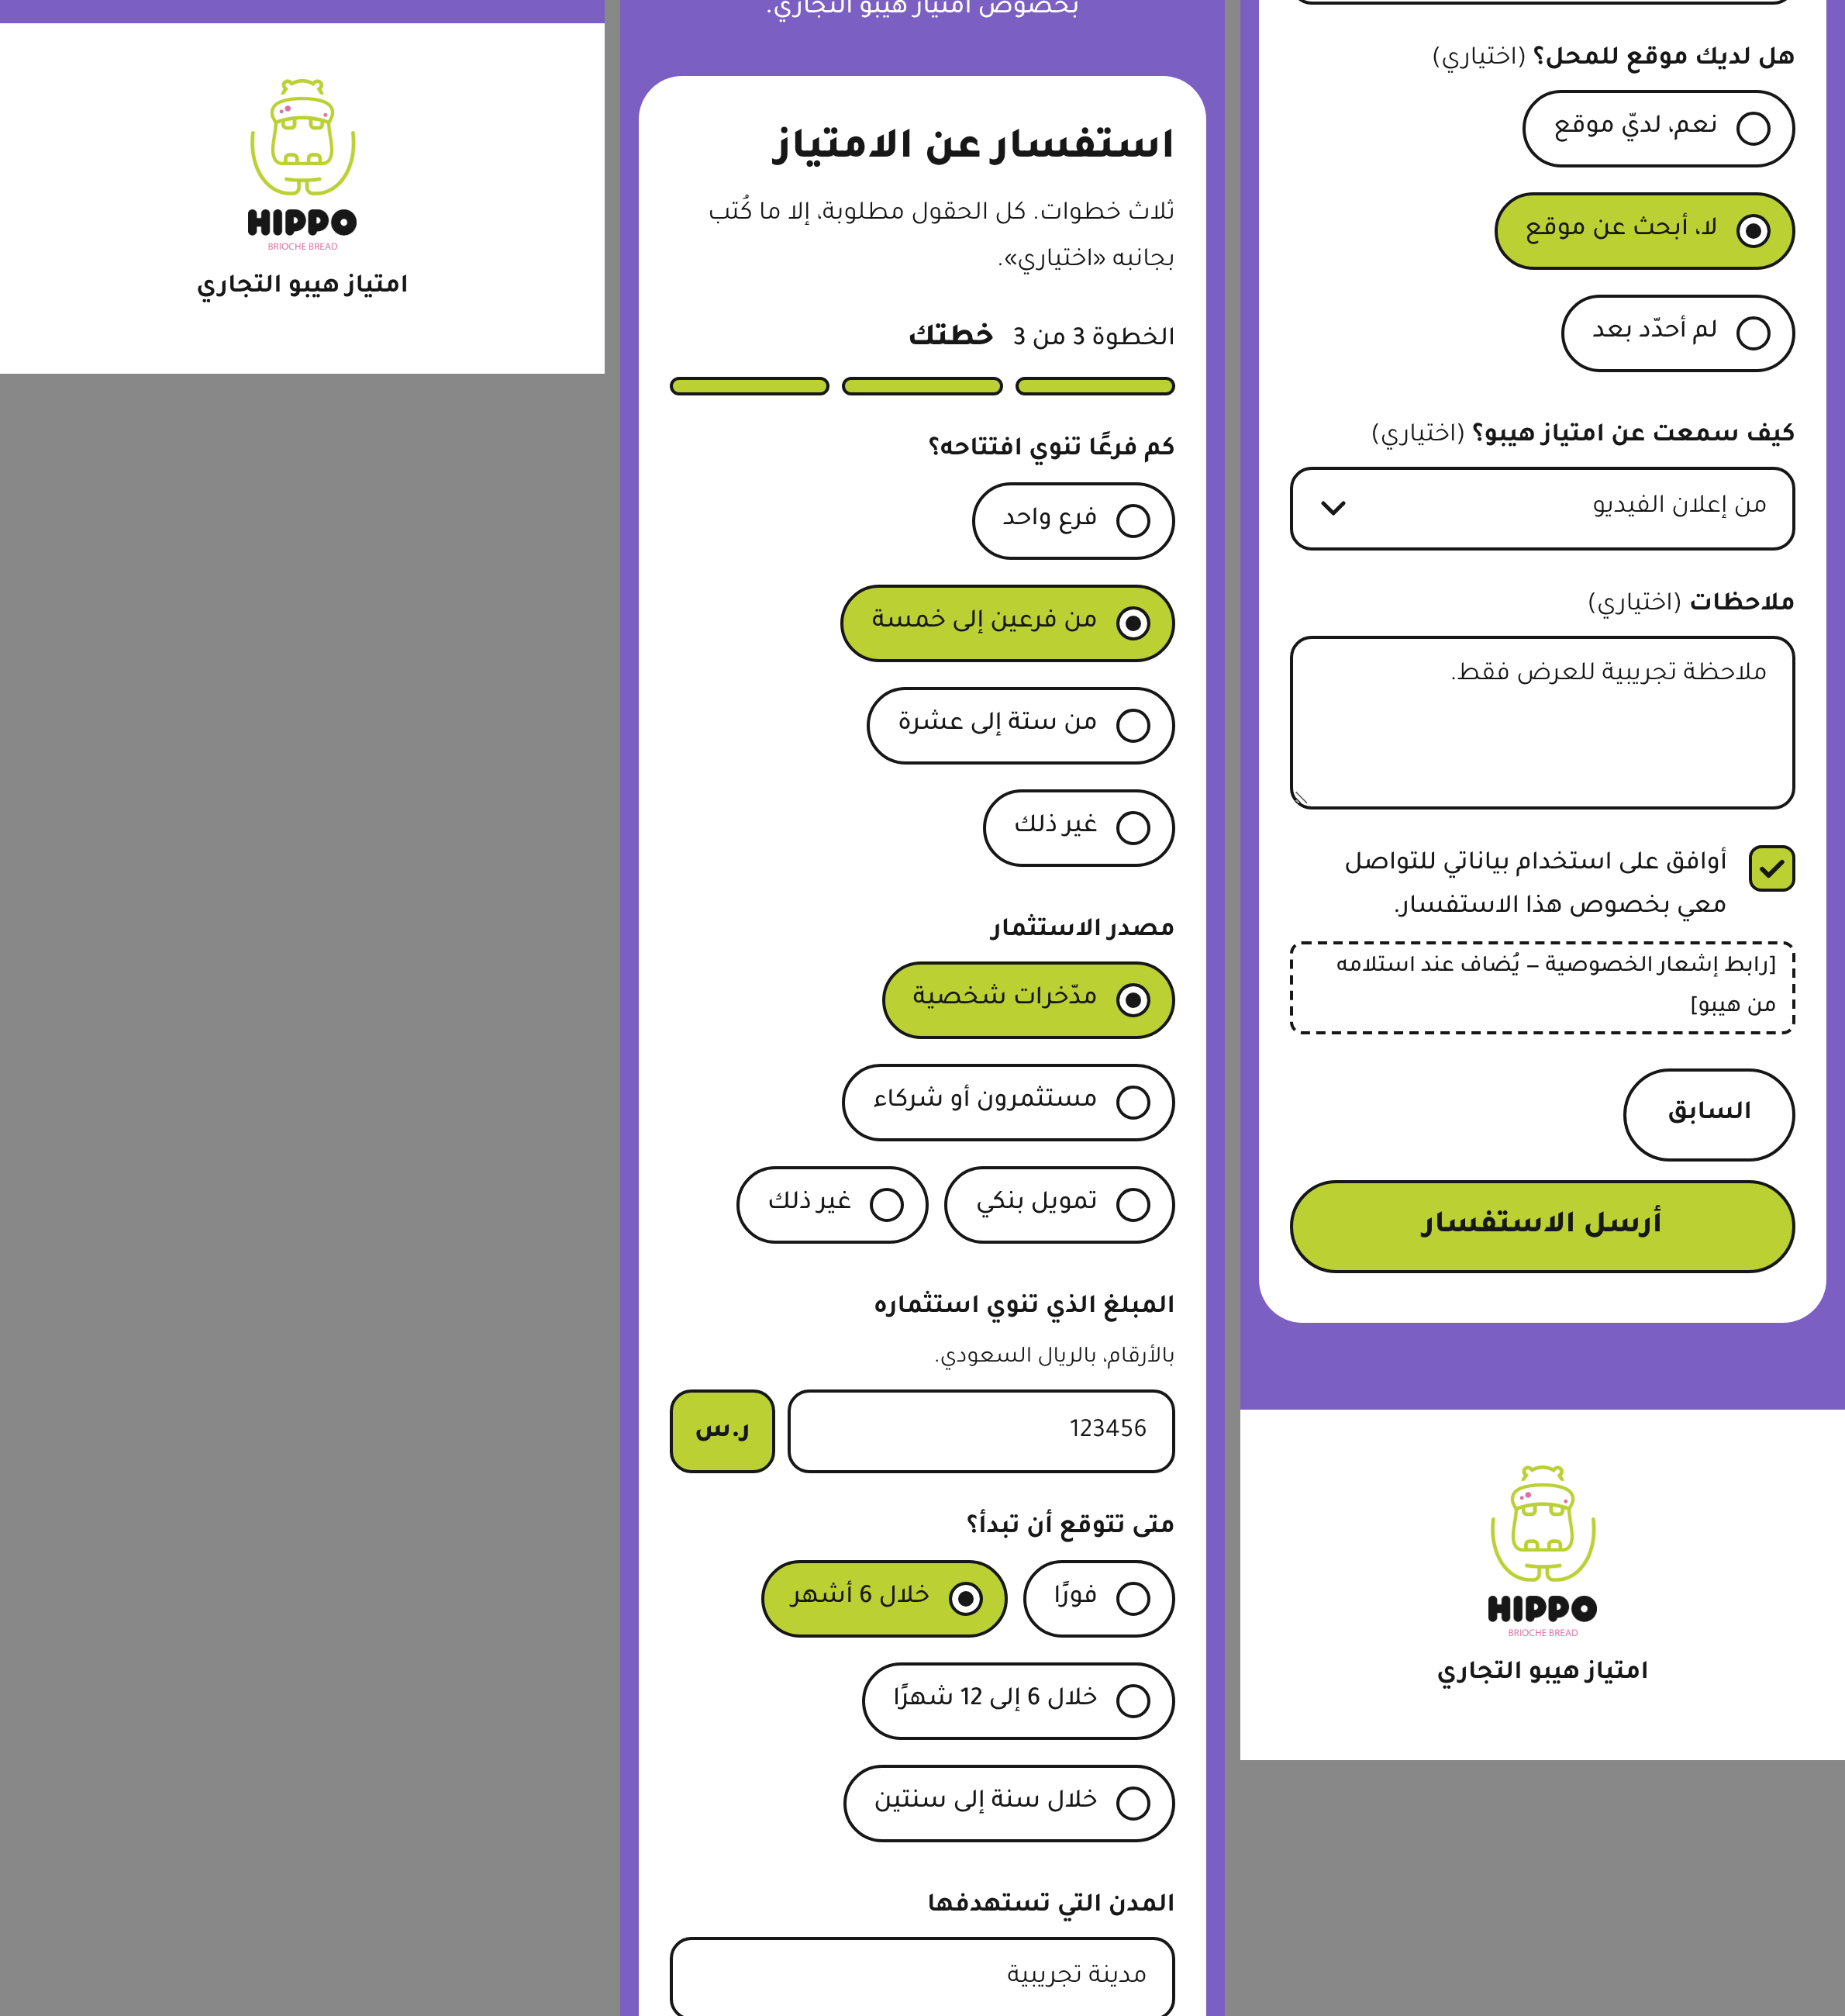 HIPPO
BRIOCHE BREAD
امتياز هيبو التجاري
بخصوص امتياز هيبو التجاري.
استفسار عن الامتياز
ثلاث خطوات. كل الحقول مطلوبة، إلا ما كُتب
بجانبه «اختياري».
الخطوة 3 من 3 خطتك
كم فرعًا تنوي افتتاحه؟
فرع واحد
من فرعين إلى خمسة
من ستة إلى عشرة
غير ذلك
مصدر الاستثمار
مدّخرات شخصية
مستثمرون أو شركاء
تمويل بنكي
غير ذلك
المبلغ الذي تنوي استثماره
بالأرقام، بالريال السعودي.
123456
ر.س
متى تتوقع أن تبدأ؟
فورًا
خلال 6 أشهر
خلال 6 إلى 12 شهرًا
خلال سنة إلى سنتين
المدن التي تستهدفها
مدينة تجريبية
هل لديك موقع للمحل؟ (اختياري)
نعم، لديّ موقع
لا، أبحث عن موقع
لم أحدّد بعد
كيف سمعت عن امتياز هيبو؟ (اختياري)
من إعلان الفيديو
ملاحظات (اختياري)
ملاحظة تجريبية للعرض فقط.
أوافق على استخدام بياناتي للتواصل
معي بخصوص هذا الاستفسار.
[رابط إشعار الخصوصية – يُضاف عند استلامه
من هيبو]
السابق
أرسل الاستفسار
HIPPO
BRIOCHE BREAD
امتياز هيبو التجاري